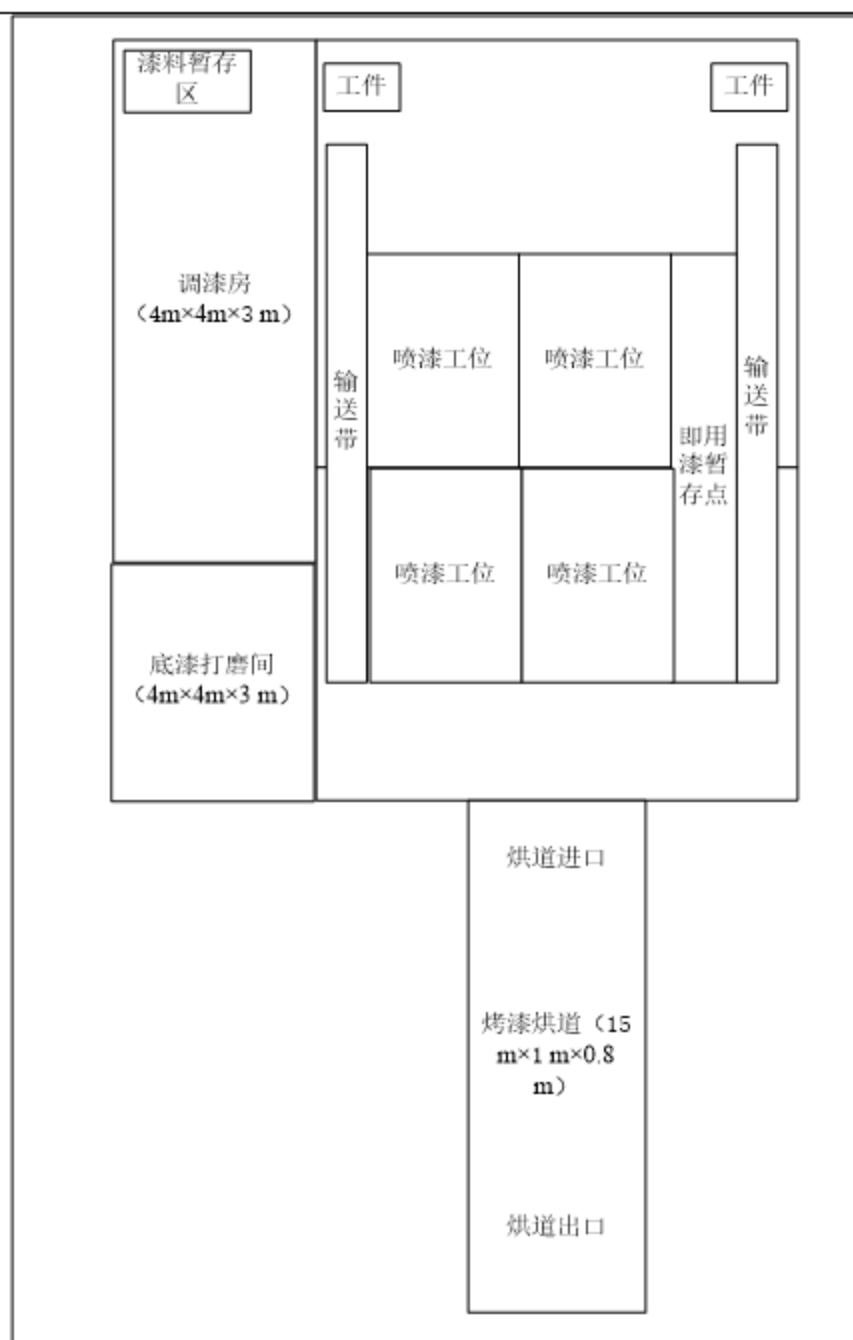 漆料暂存
区
工件
工件
调漆房
（4m×4m×3 m）
喷漆工位
喷漆工位
输
送
带
输
送
带
即用
漆暂
存点
喷漆工位
喷漆工位
底漆打磨间
（4m×4m×3 m）
烘道进口
烤漆烘道（15
m×1 m×0.8
m）
烘道出口